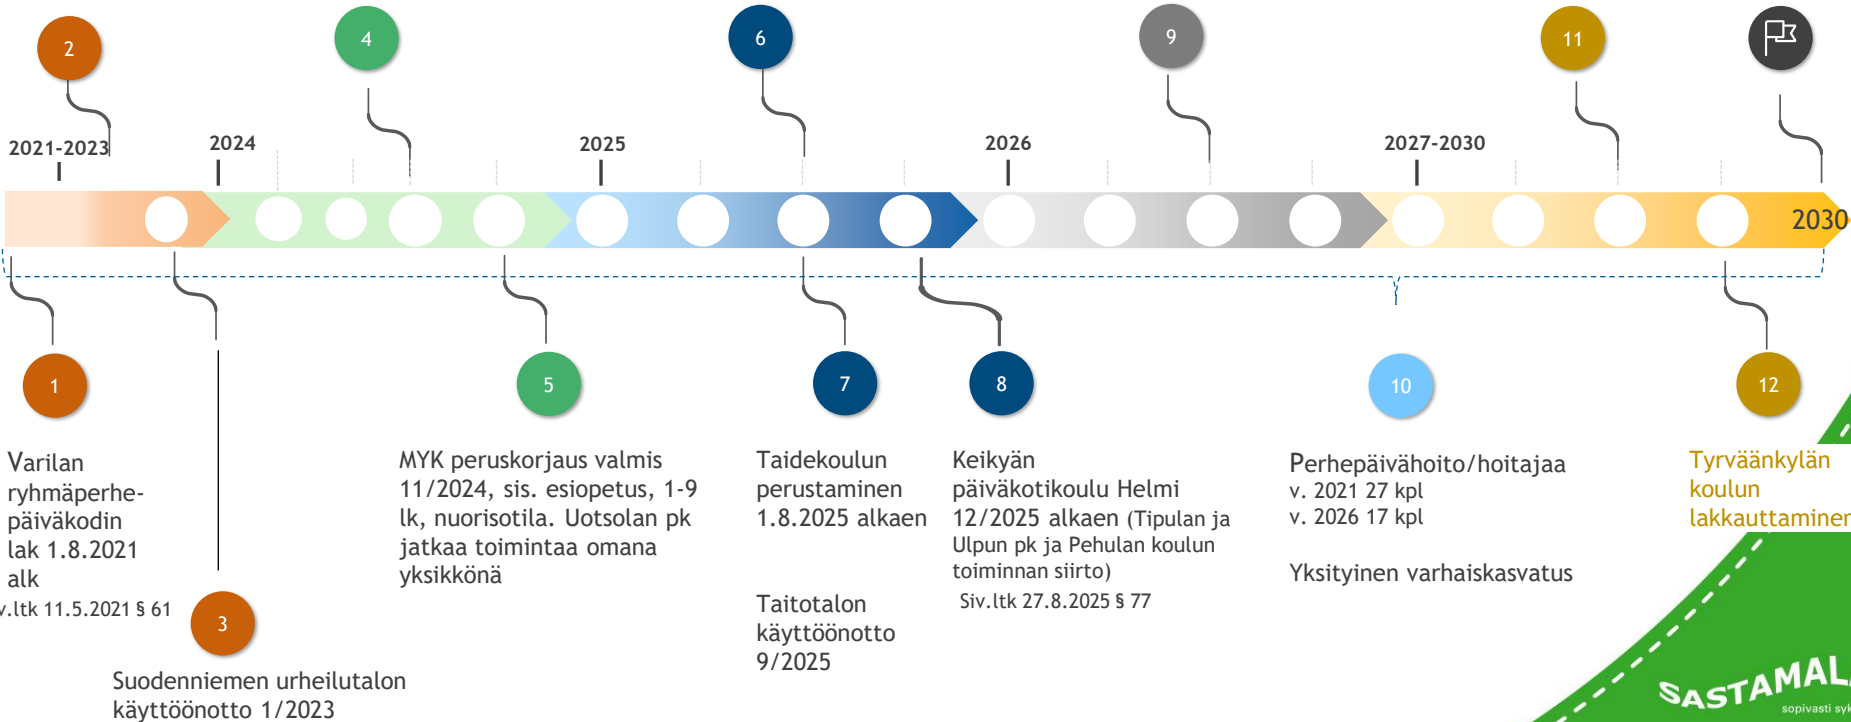 2
4
6
9
11
2021-2023
2024
2025
2026
2027-2030
2030
1
5
7
8
10
12
Varilan
ryhmäperhe-
päiväkodin
lak 1.8.2021
alk
v.ltk 11.5.2021 § 61
3
Suodenniemen urheilutalon
käyttöönotto 1/2023
MYK peruskorjaus valmis
11/2024, sis. esiopetus, 1-9
lk, nuorisotila. Uotsolan pk
jatkaa toimintaa omana
yksikkönä
Taidekoulun
perustaminen
1.8.2025 alkaen
Taitotalon
käyttöönotto
9/2025
Keikyän
päiväkotikoulu Helmi
12/2025 alkaen (Tipulan ja
Ulpun pk ja Pehulan koulun
toiminnan siirto)
Siv.ltk 27.8.2025 § 77
Perhepäivähoito/hoitajaa
v. 2021 27 kpl
v. 2026 17 kpl
Yksityinen varhaiskasvatus
Tyrväänkylän
koulun
lakkauttaminen
SASTAMALA
sopivasti syk